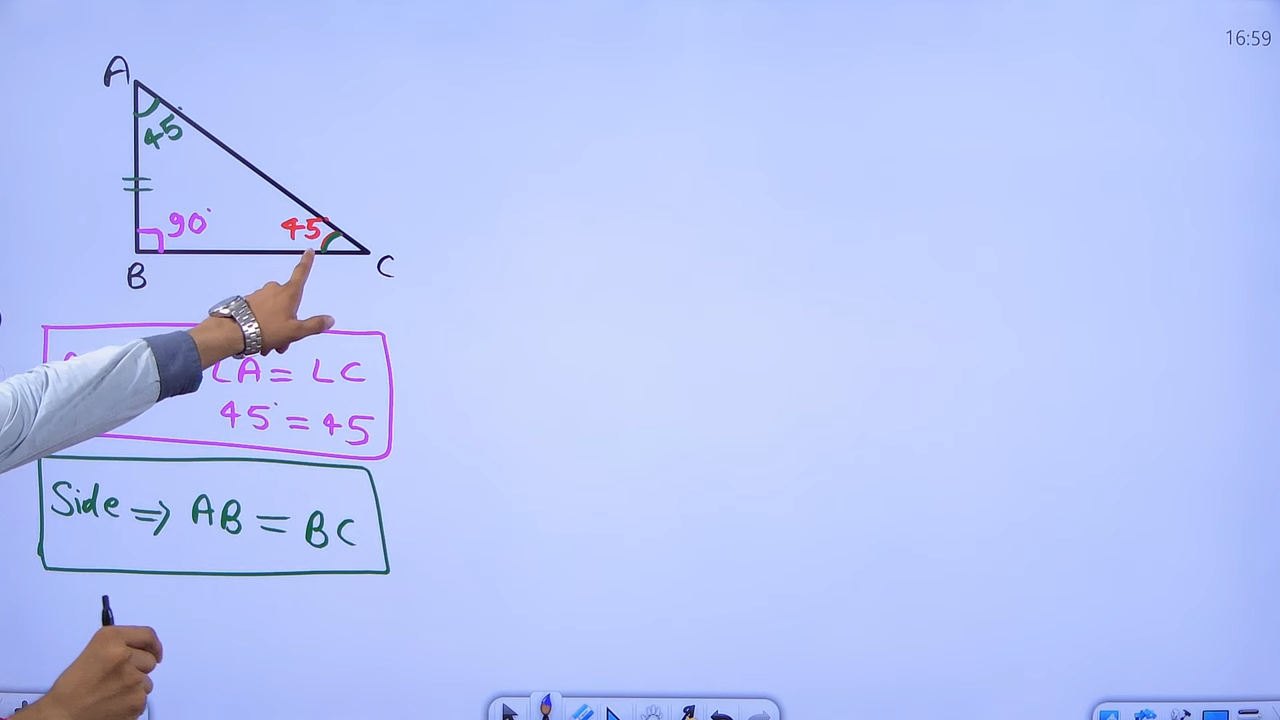 16:59
A
45°
90°
45°
B
C
∠A = ∠C
45° = 45
Side ⇒ AB = BC